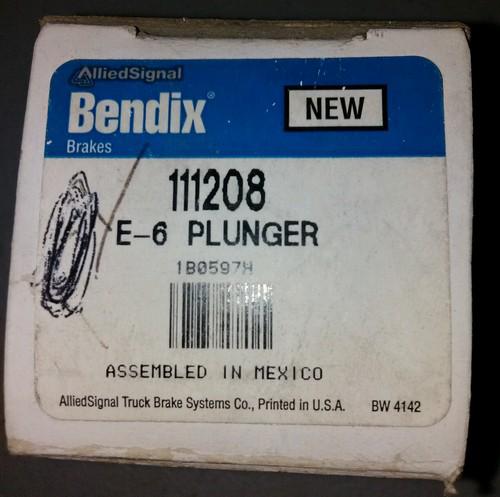 AlliedSignal
Bendix®
NEW
Brakes
111208
E-6 PLUNGER
1B0597H
ASSEMBLED IN MEXICO
AlliedSignal Truck Brake Systems Co., Printed in U.S.A. BW 4142